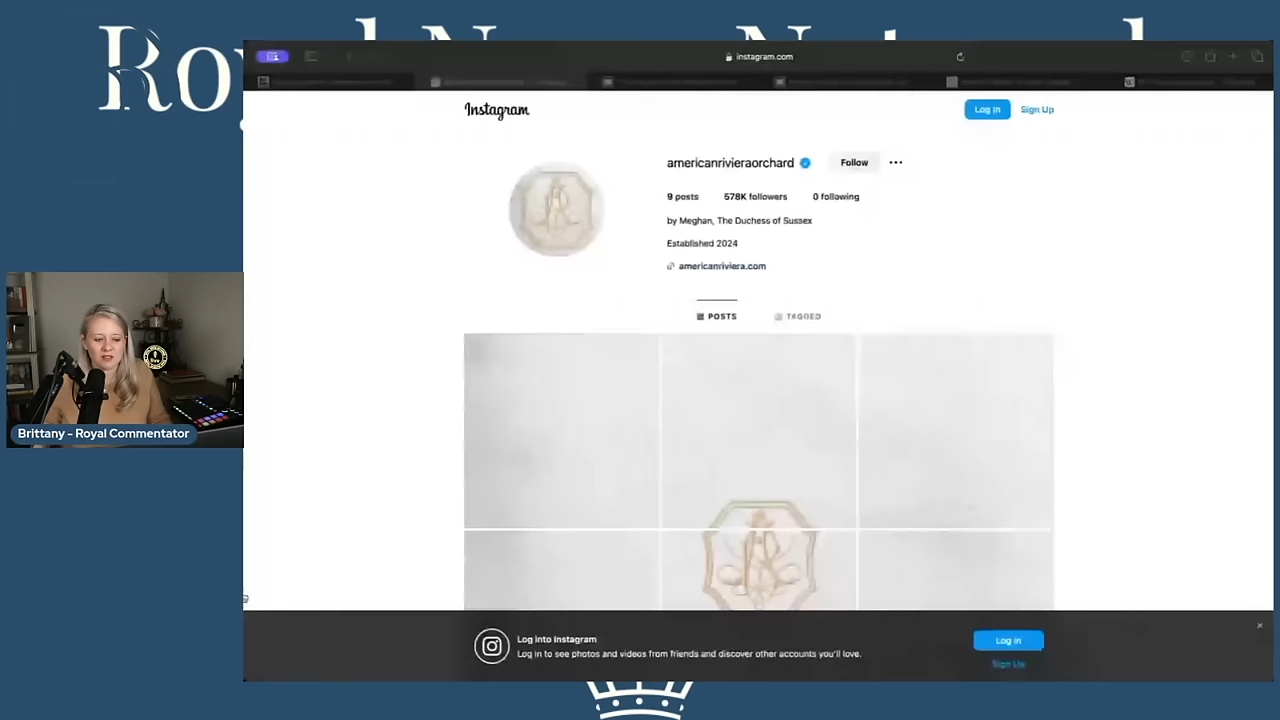 instagram.com
Instagram
Log In
Sign Up
americanrivieraorchard
Follow
9 posts
578K followers
0 following
by Meghan, The Duchess of Sussex
Established 2024
americanriviera.com
POSTS
TAGGED
Brittany - Royal Commentator
Log into Instagram
Log in to see photos and videos from friends and discover other accounts you'll love.
Log in
Sign Up